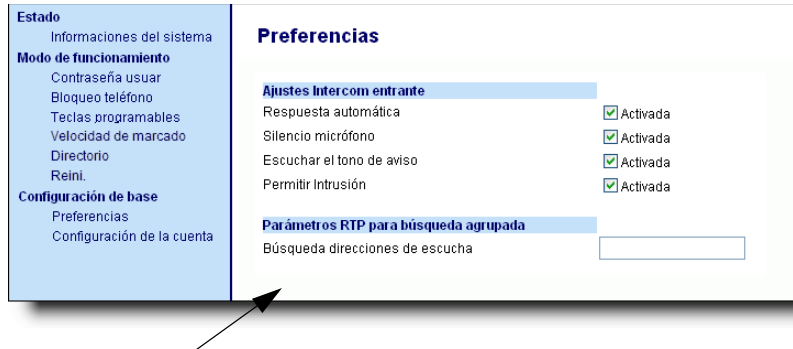 Estado
Informaciones del sistema
Modo de funcionamiento
Contraseña usuar
Bloqueo teléfono
Teclas programables
Velocidad de marcado
Directorio
Reini.
Configuración de base
Preferencias
Configuración de la cuenta
Preferencias
Ajustes Intercom entrante
Respuesta automática Activada
Silencio micrófono Activada
Escuchar el tono de aviso Activada
Permitir Intrusión Activada
Parámetros RTP para búsqueda agrupada
Búsqueda direcciones de escucha